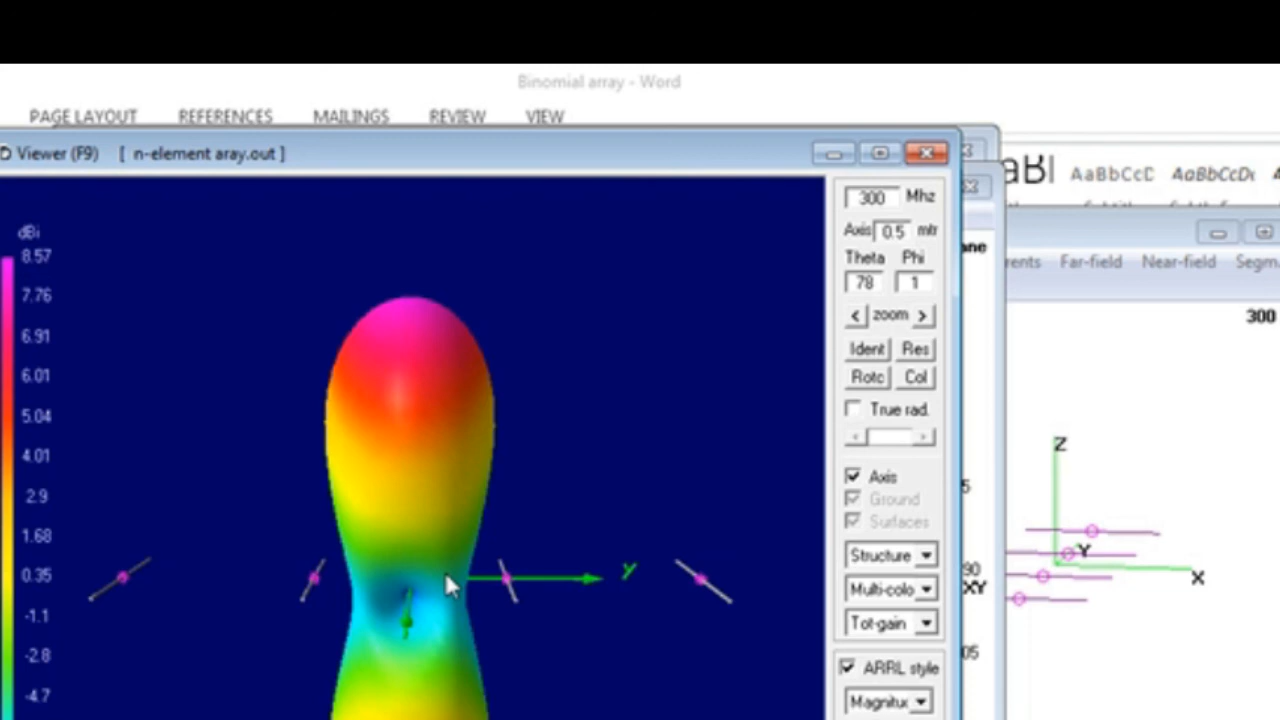 Binomial array - Word
PAGE LAYOUT REFERENCES MAILINGS REVIEW VIEW
D Viewer (F9) [ n-element aray.out ]
AaBbCcD AaBbCcDc
300 Mhz
Axis 0.5 mtr
Theta Phi
78 1
< zoom >
Ident Res
Rotc Col
True rad.
Axis
Ground
Surfaces
Structure
Multi-colo
Tot-gain
ARRL style
Magnitu
dBi
8.57
7.76
6.91
6.01
5.04
4.01
2.9
1.68
0.35
-1.1
-2.8
-4.7
Y
ane
5
90
XY
05
rents Far-field Near-field Segm.
300
Z
Y
X